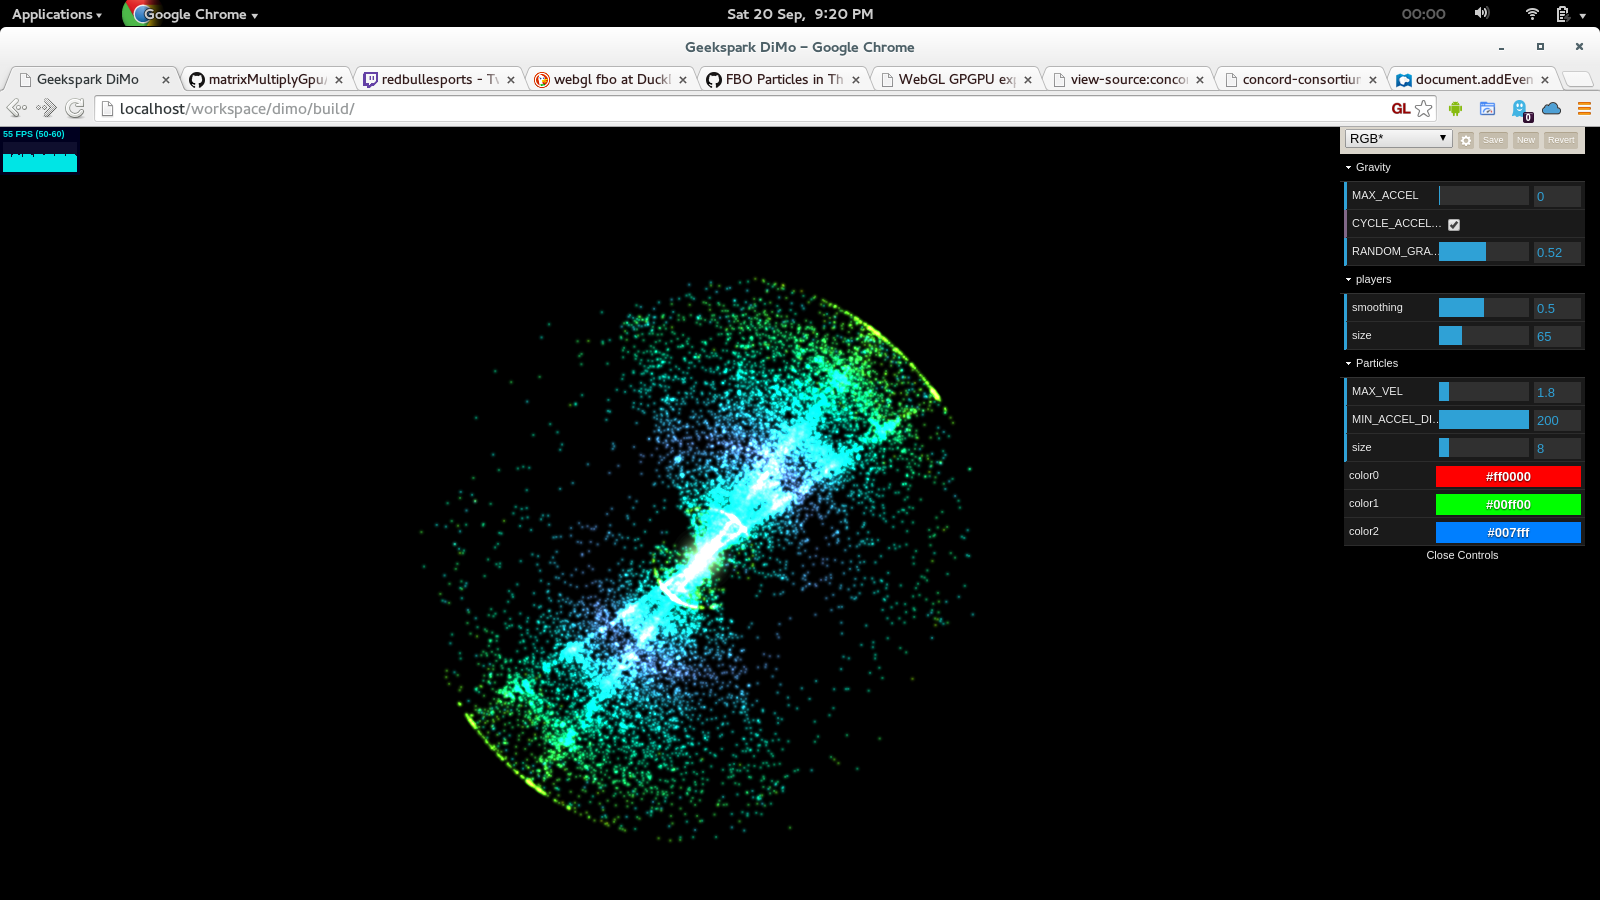 Applications Google Chrome Sat 20 Sep, 9:20 PM 00:00
Geekspark DiMo - Google Chrome
Geekspark DiMo matrixMultiplyGpu/ redbullesports - Tw webgl fbo at Duckl FBO Particles in Th WebGL GPGPU exp view-source:conco concord-consortiun document.addEven
localhost/workspace/dimo/build/ GL 0
55 FPS (50-60)
RGB* Save New Revert
Gravity
MAX_ACCEL 0
CYCLE_ACCEL...
RANDOM_GRA... 0.52
players
smoothing 0.5
size 65
Particles
MAX_VEL 1.8
MIN_ACCEL_DI... 200
size 8
color0 #ff0000
color1 #00ff00
color2 #007fff
Close Controls